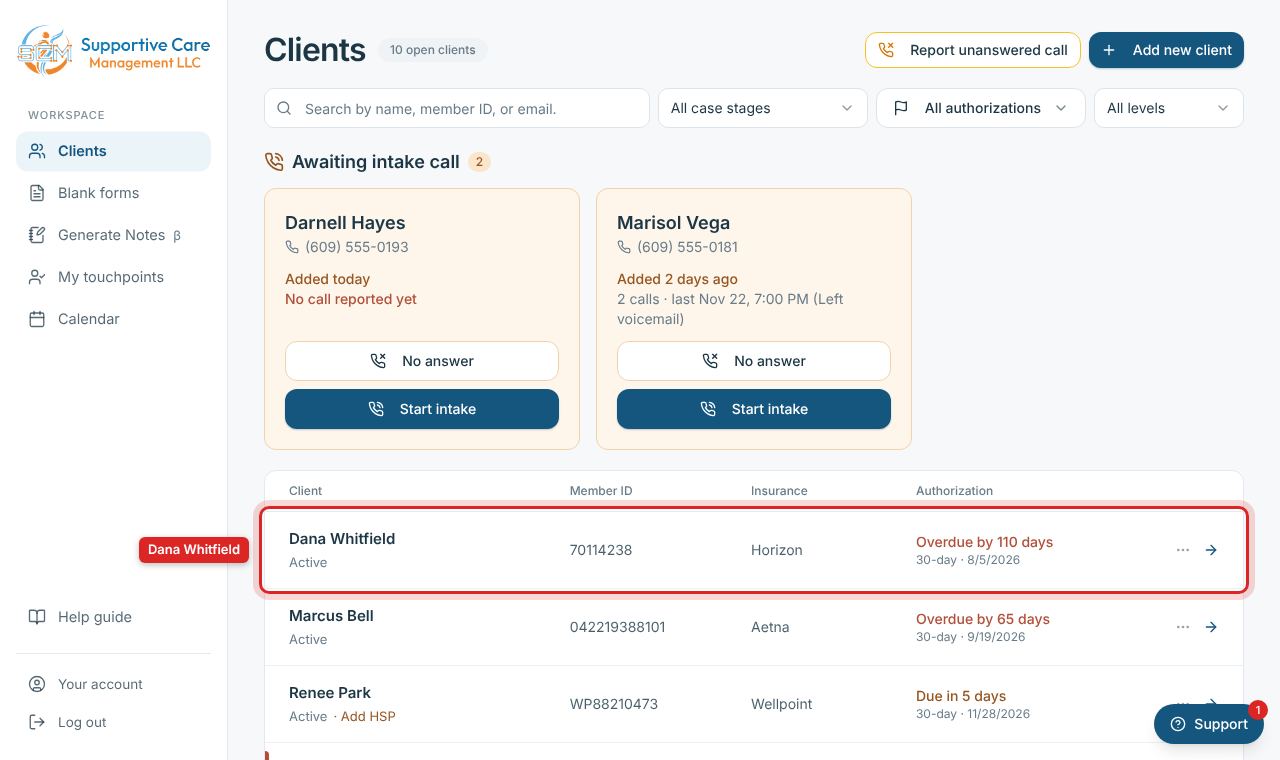 SCM Supportive Care
Management LLC
WORKSPACE
Clients
Blank forms
Generate Notes β
My touchpoints
Calendar
Help guide
Your account
Log out
Clients
10 open clients
Report unanswered call
Add new client
Search by name, member ID, or email.
All case stages
All authorizations
All levels
Awaiting intake call 2
Darnell Hayes
(609) 555-0193
Added today
No call reported yet
No answer
Start intake
Marisol Vega
(609) 555-0181
Added 2 days ago
2 calls · last Nov 22, 7:00 PM (Left
voicemail)
No answer
Start intake
Client Member ID Insurance Authorization
Dana Whitfield
Dana Whitfield
Active
70114238
Horizon
Overdue by 110 days
30-day · 8/5/2026
Marcus Bell
Active
042219388101
Aetna
Overdue by 65 days
30-day · 9/19/2026
Renee Park
Active · Add HSP
WP88210473
Wellpoint
Due in 5 days
30-day · 11/28/2026
Support
1